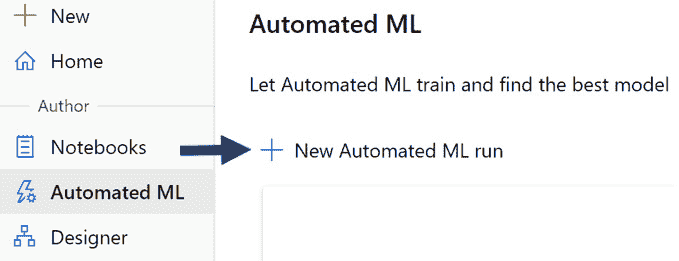 New
Home
Author
Notebooks
Automated ML
Designer
Automated ML
Let Automated ML train and find the best model
New Automated ML run